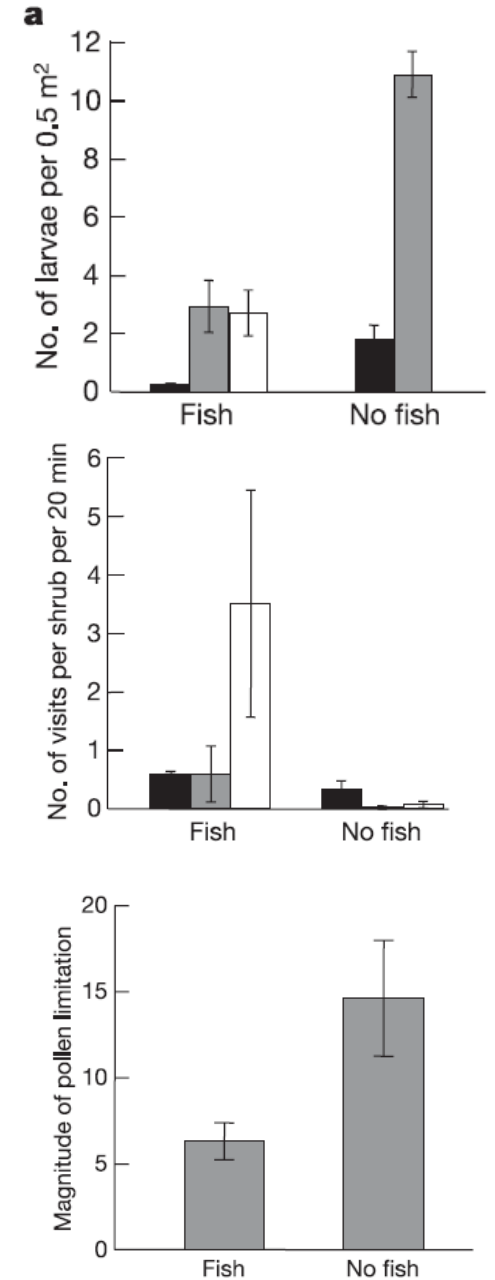 a
No. of larvae per 0.5 m²
12
10
8
6
4
2
0
Fish
No fish
No. of visits per shrub per 20 min
6
5
4
3
2
1
0
Fish
No fish
Magnitude of pollen limitation
20
15
10
5
0
Fish
No fish